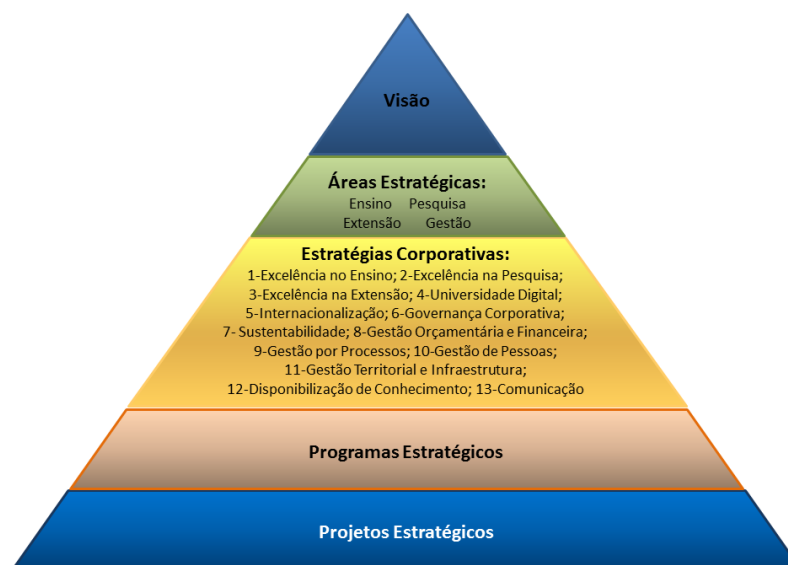 Visão
Áreas Estratégicas:
Ensino Pesquisa
Extensão Gestão
Estratégias Corporativas:
1-Excelência no Ensino; 2-Excelência na Pesquisa;
3-Excelência na Extensão; 4-Universidade Digital;
5-Internacionalização; 6-Governança Corporativa;
7- Sustentabilidade; 8-Gestão Orçamentária e Financeira;
9-Gestão por Processos; 10-Gestão de Pessoas;
11-Gestão Territorial e Infraestrutura;
12-Disponibilização de Conhecimento; 13-Comunicação
Programas Estratégicos
Projetos Estratégicos